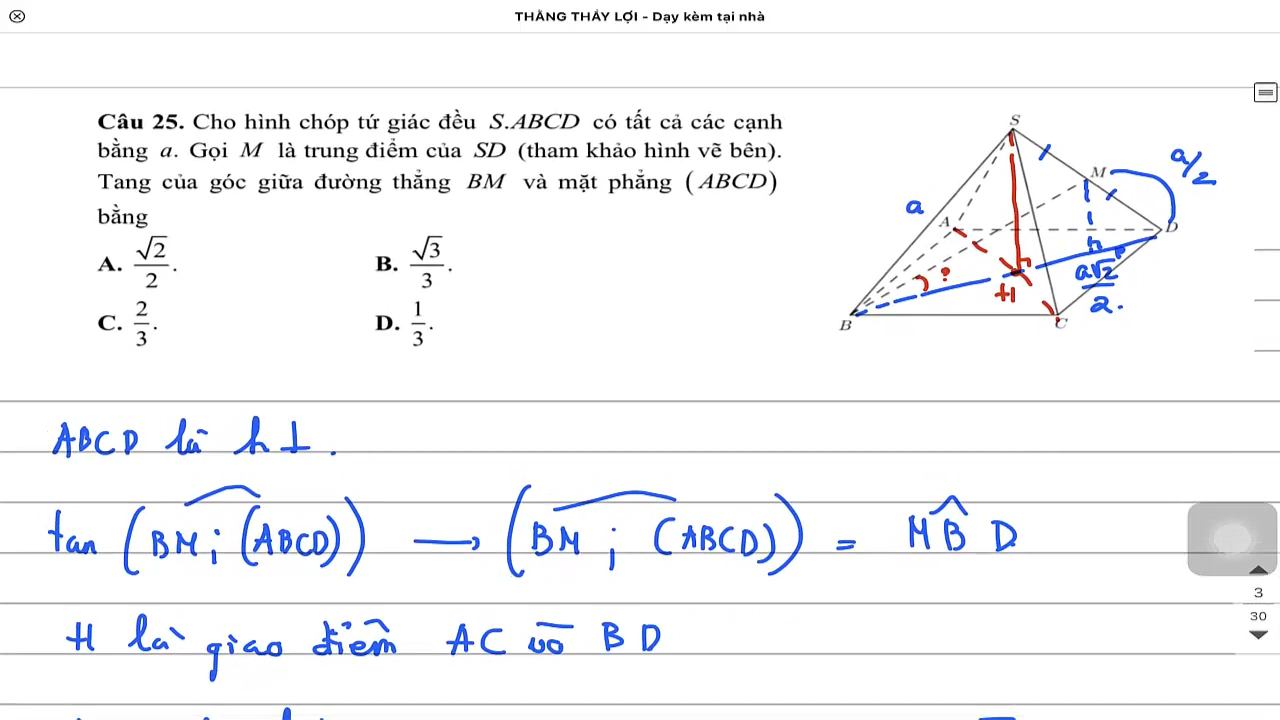 THẮNG THẦY LỢI - Dạy kèm tại nhà
Câu 25. Cho hình chóp tứ giác đều S.ABCD có tất cả các cạnh
bằng a. Gọi M là trung điểm của SD (tham khảo hình vẽ bên).
Tang của góc giữa đường thẳng BM và mặt phẳng (ABCD)
bằng
A. √2/2. B. √3/3.
C. 2/3. D. 1/3.
S
M
a/2
a
A
D
?
H
a√2/2.
B
C
ABCD là h⊥.
tan (BM; (ABCD)) → (BM; (ABCD)) = MBD
H là giao điểm AC và BD
3
30